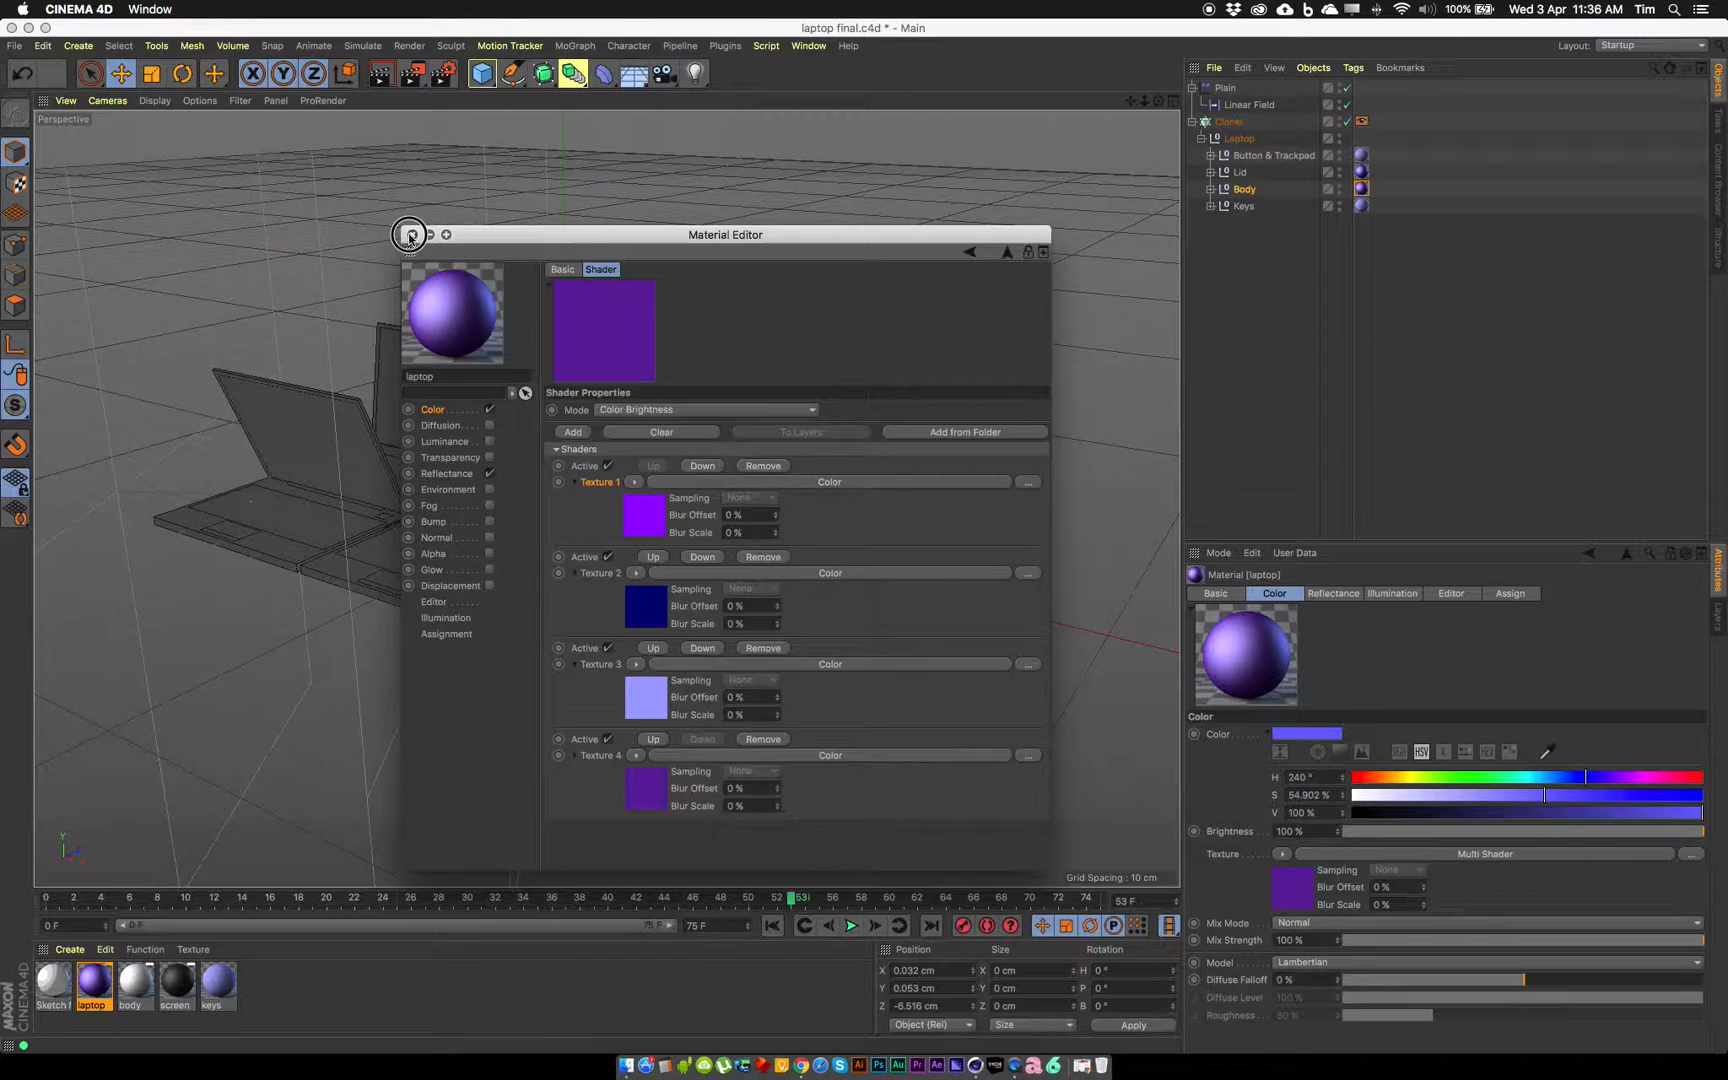 CINEMA 4D Window 100% Wed 3 Apr 11:36 AM Tim
laptop final.c4d * - Main
File Edit Create Select Tools Mesh Volume Snap Animate Simulate Render Sculpt Motion Tracker MoGraph Character Pipeline Plugins Script Window Help Layout: Startup
File Edit View Objects Tags Bookmarks
View Cameras Display Options Filter Panel ProRender
Perspective
Plain
Linear Field
Cloner
Laptop
Button & Trackpad
Lid
Body
Keys
Objects
Takes
Content Browser
Structure
Material Editor
Basic Shader
laptop
Shader Properties
Mode Color Brightness
Add Clear To Layers Add from Folder
Shaders
Active Up Down Remove
Texture 1 Color ...
Sampling None
Blur Offset 0 %
Blur Scale 0 %
Active Up Down Remove
Texture 2 Color ...
Sampling None
Blur Offset 0 %
Blur Scale 0 %
Active Up Down Remove
Texture 3 Color ...
Sampling None
Blur Offset 0 %
Blur Scale 0 %
Active Up Down Remove
Texture 4 Color ...
Sampling None
Blur Offset 0 %
Blur Scale 0 %
Color
Diffusion
Luminance
Transparency
Reflectance
Environment
Fog
Bump
Normal
Alpha
Glow
Displacement
Editor
Illumination
Assignment
Grid Spacing : 10 cm
Mode Edit User Data
Attributes
Layers
Material [laptop]
Basic Color Reflectance Illumination Editor Assign
Color
Color
RGB HSV K HEX
H 240 °
S 54.902 %
V 100 %
Brightness 100 %
Texture Multi Shader ...
Sampling None
Blur Offset 0 %
Blur Scale 0 %
Mix Mode Normal
Mix Strength 100 %
Model Lambertian
Diffuse Falloff 0 %
Diffuse Level 100 %
Roughness
0 2 4 6 8 10 12 14 16 18 20 22 24 26 28 30 32 34 36 38 40 42 44 46 48 50 52 53 56 58 60 62 64 66 68 70 72 74 53 F
0 F 0 F 75 F 75 F
Create Edit Function Texture
Position Size Rotation
X 0.032 cm X 0 cm H 0 °
Y 0.053 cm Y 0 cm P 0 °
Z -6.516 cm Z 0 cm B 0 °
Object (Rel) Size Apply
laptop body screen keys
MAXON
CINEMA4D